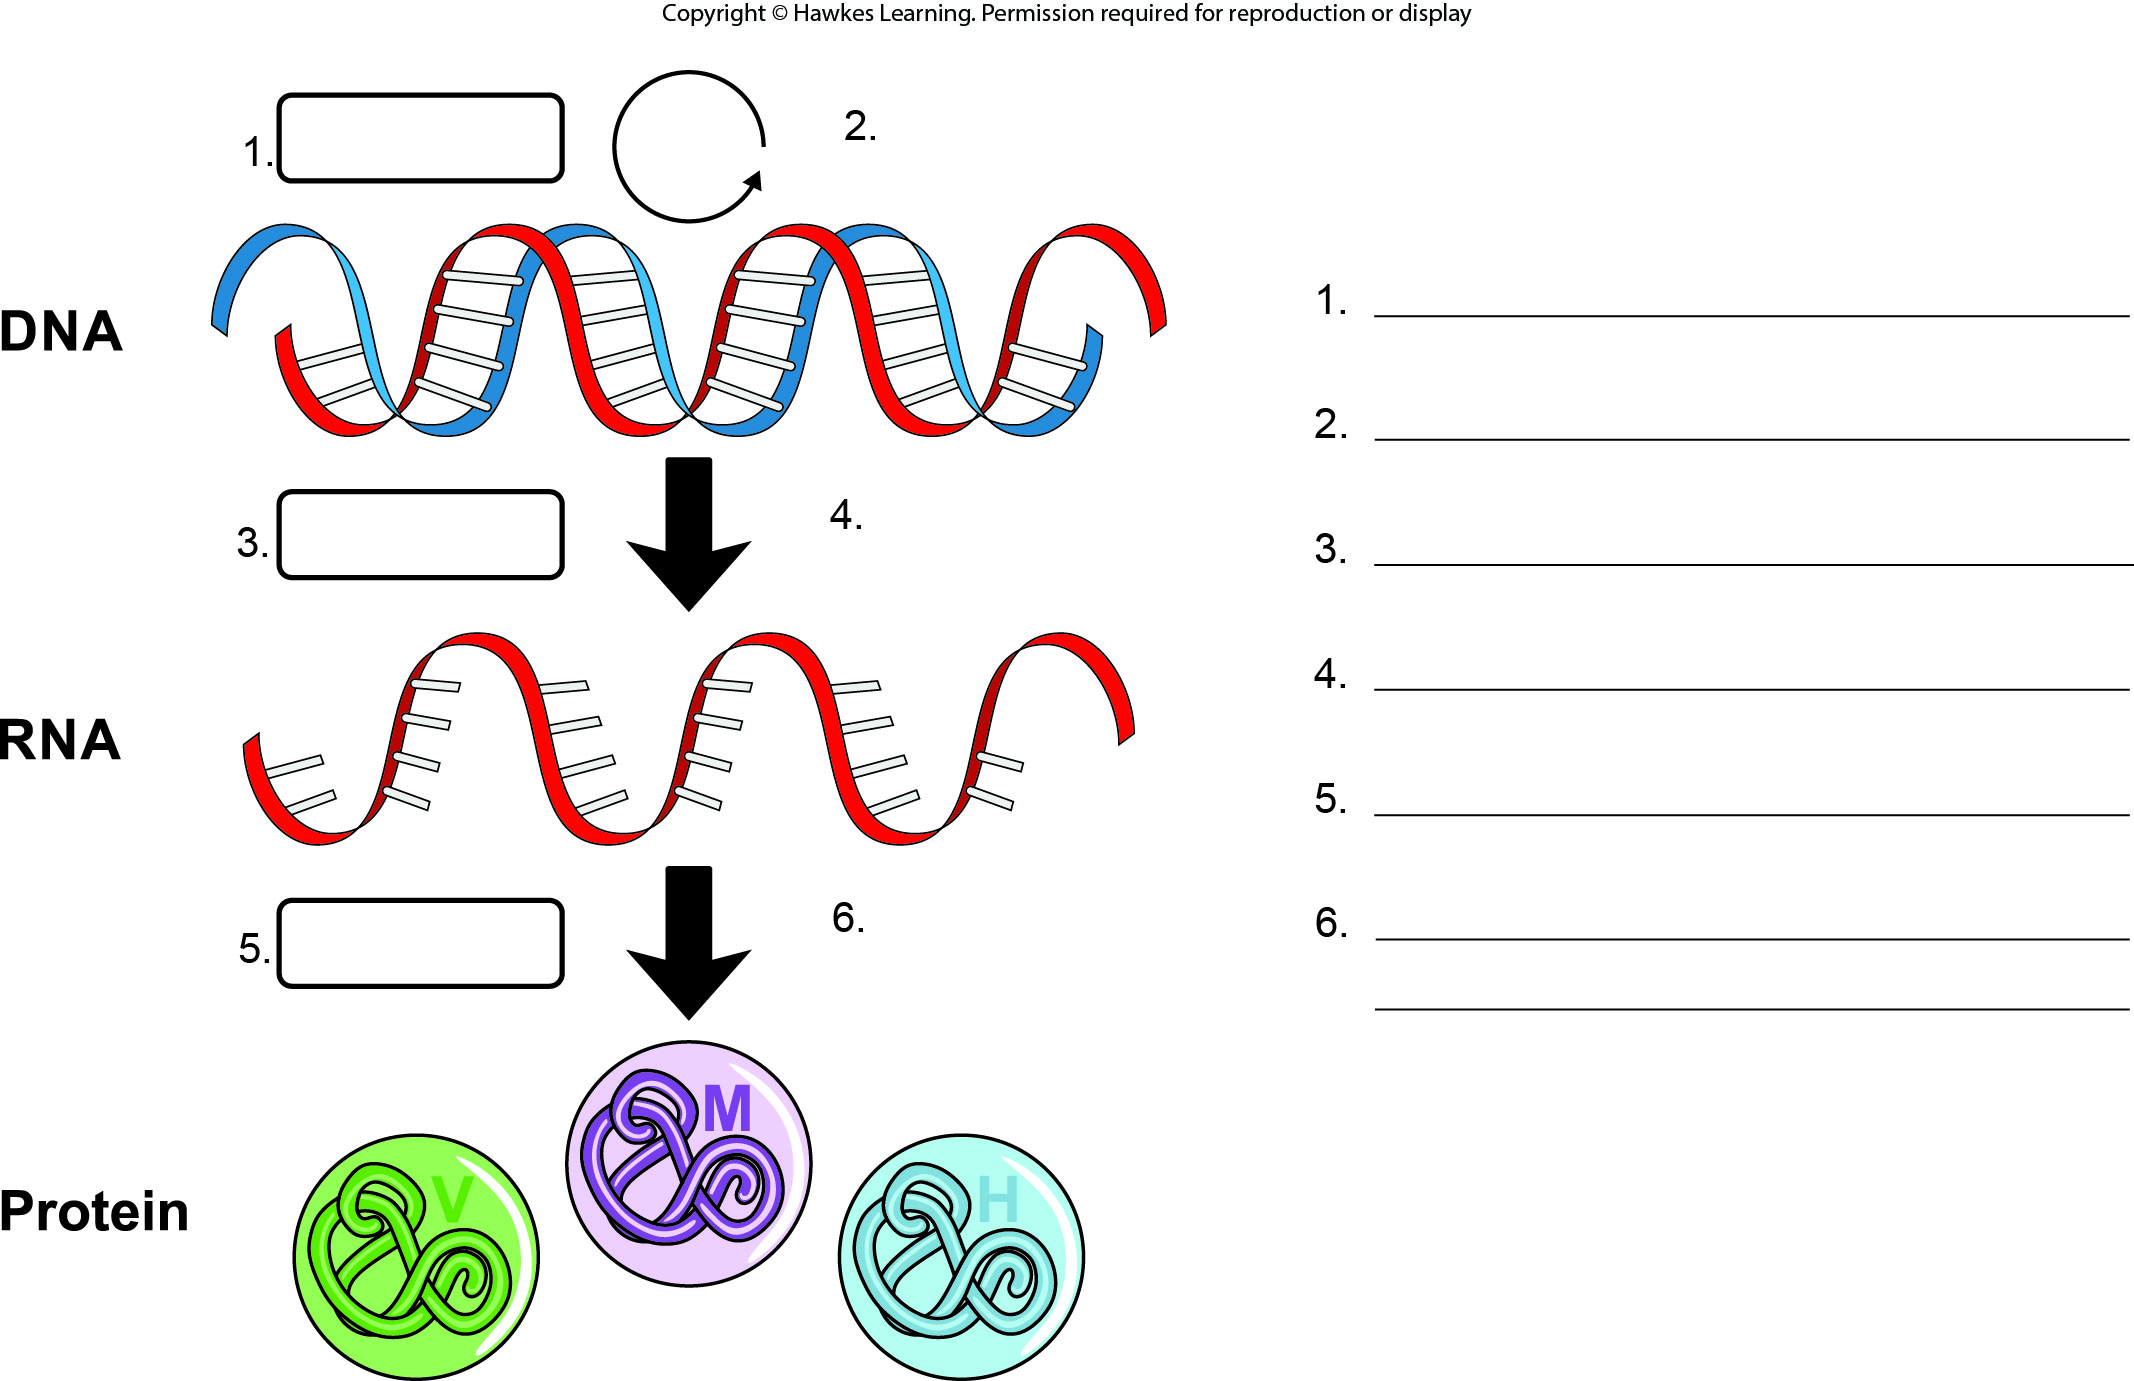 Copyright © Hawkes Learning. Permission required for reproduction or display
1.
2.
DNA
3.
4.
RNA
5.
6.
Protein
V
M
H
1.
2.
3.
4.
5.
6.